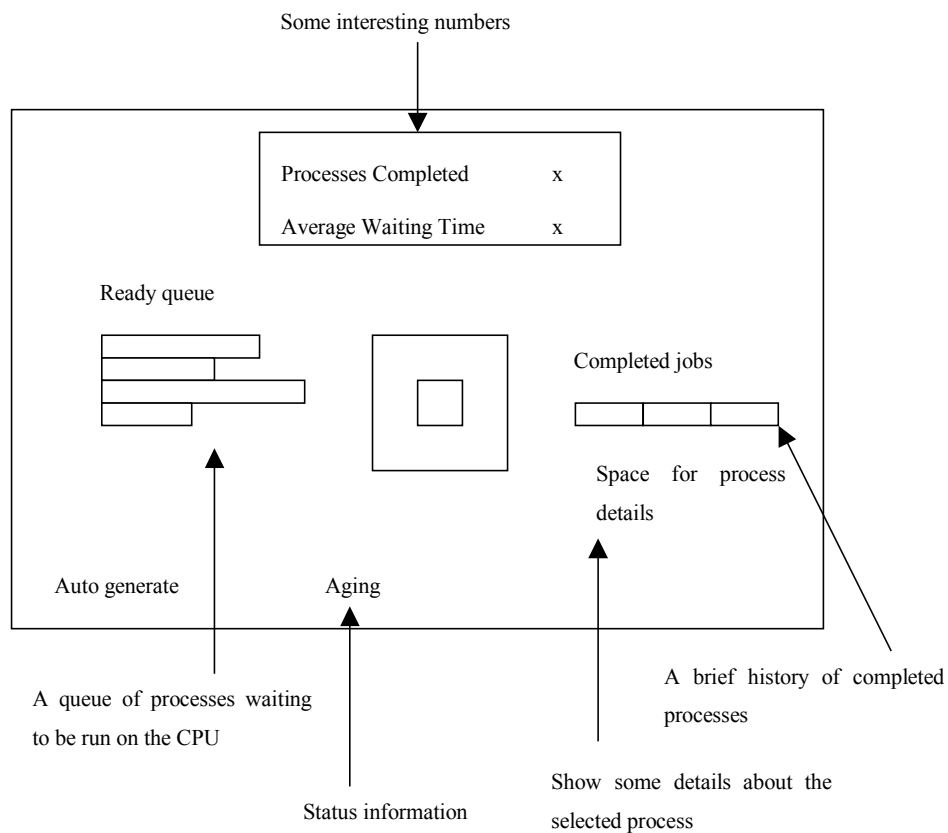 Some interesting numbers
Processes Completed x
Average Waiting Time x
Ready queue
Completed jobs
Space for process
details
Auto generate
Aging
A queue of processes waiting
to be run on the CPU
A brief history of completed
processes
Status information
Show some details about the
selected process